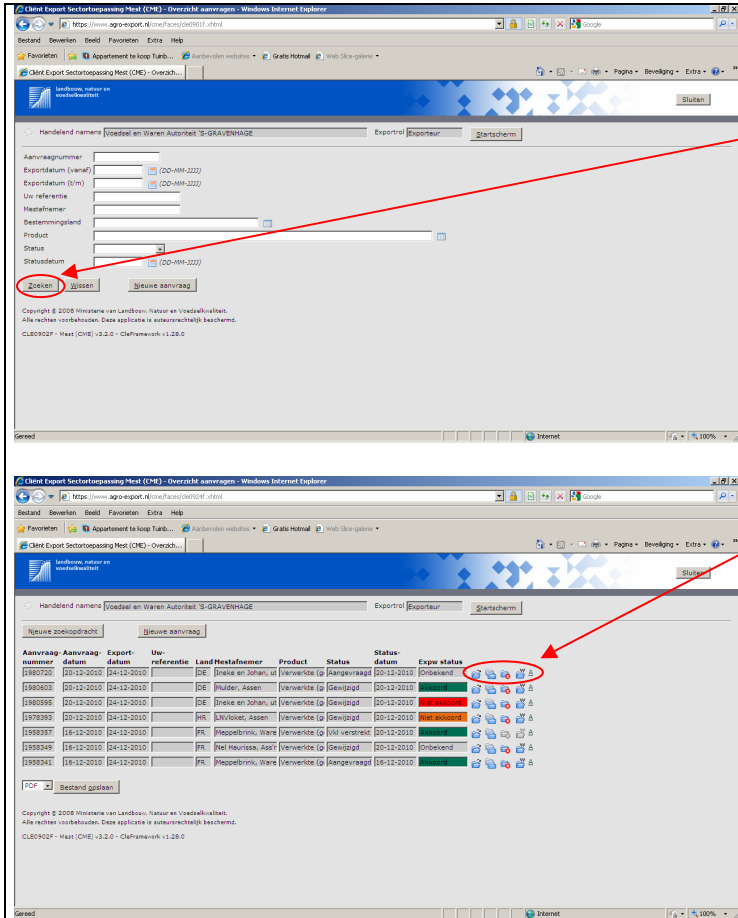 Cliënt Export Sectortoepassing Mest (CME) - Overzicht aanvragen - Windows Internet Explorer
https://www.agro-export.nl/cme/faces/cle0901f.xhtml
Google
Bestand Bewerken Beeld Favorieten Extra Help
Favorieten Appartement te koop Tuinb... Aanbevolen websites Gratis Hotmail Web Slice-galerie
Cliënt Export Sectortoepassing Mest (CME) - Overzich... Pagina Beveiliging Extra
landbouw, natuur en
voedselkwaliteit
Sluiten
Handelend namens Voedsel en Waren Autoriteit 'S-GRAVENHAGE Exportrol Exporteur Startscherm
Aanvraagnummer
Exportdatum (vanaf) (DD-MM-JJJJ)
Exportdatum (t/m) (DD-MM-JJJJ)
Uw referentie
Mestafnemer
Bestemmingsland
Product
Status
Statusdatum (DD-MM-JJJJ)
Zoeken Wissen Nieuwe aanvraag
Copyright © 2008 Ministerie van Landbouw, Natuur en Voedselkwaliteit.
Alle rechten voorbehouden. Deze applicatie is auteursrechtelijk beschermd.
CLE0902F - Mest (CME) v3.2.0 - CleFramework v1.28.0
Gereed Internet 100%
Cliënt Export Sectortoepassing Mest (CME) - Overzicht aanvragen - Windows Internet Explorer
https://www.agro-export.nl/cme/faces/cle0924f.xhtml
Google
Bestand Bewerken Beeld Favorieten Extra Help
Favorieten Appartement te koop Tuinb... Aanbevolen websites Gratis Hotmail Web Slice-galerie
Cliënt Export Sectortoepassing Mest (CME) - Overzich... Pagina Beveiliging Extra
landbouw, natuur en
voedselkwaliteit
Sluiten
Handelend namens Voedsel en Waren Autoriteit 'S-GRAVENHAGE Exportrol Exporteur Startscherm
Nieuwe zoekopdracht Nieuwe aanvraag
Aanvraag- Aanvraag- Export- Uw- Status-
nummer datum datum referentie Land Mestafnemer Product Status datum Expw status
1980720 20-12-2010 24-12-2010 DE Ineke en Johan, ut Verwerkte (g Aangevraagd 20-12-2010 Onbekend
1980603 20-12-2010 24-12-2010 DE Mulder, Assen Verwerkte (g Gewijzigd 20-12-2010 Akkoord
1980595 20-12-2010 24-12-2010 DE Ineke en Johan, ut Verwerkte (g Gewijzigd 20-12-2010 Niet akkoord
1978393 20-12-2010 24-12-2010 HR LNVloket, Assen Verwerkte (g Gewijzigd 20-12-2010 Niet akkoord
1958357 16-12-2010 24-12-2010 FR Meppelbrink, Ware Verwerkte (g Vkl verstrekt 20-12-2010 Akkoord
1958349 16-12-2010 24-12-2010 FR Nel Haurissa, Ass'r Verwerkte (g Gewijzigd 20-12-2010 Onbekend
1958341 16-12-2010 24-12-2010 FR Meppelbrink, Ware Verwerkte (g Aangevraagd 16-12-2010 Akkoord
PDF Bestand opslaan
Copyright © 2008 Ministerie van Landbouw, Natuur en Voedselkwaliteit.
Alle rechten voorbehouden. Deze applicatie is auteursrechtelijk beschermd.
CLE0902F - Mest (CME) v3.2.0 - CleFramework v1.28.0
Gereed Internet 100%